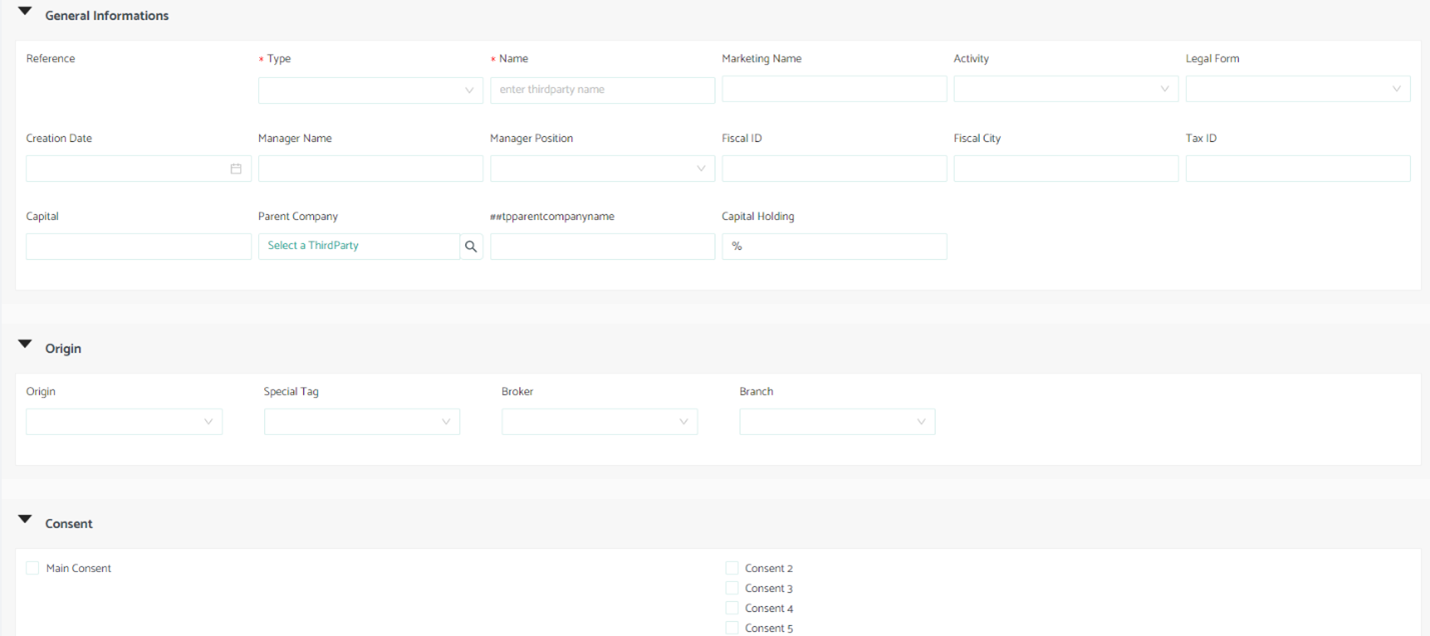 General Informations
Reference * Type * Name Marketing Name Activity Legal Form
enter thirdparty name
Creation Date Manager Name Manager Position Fiscal ID Fiscal City Tax ID
Capital Parent Company ##tpparentcompanyname Capital Holding
Select a ThirdParty %
Origin
Origin Special Tag Broker Branch
Consent
Main Consent Consent 2
Consent 3
Consent 4
Consent 5